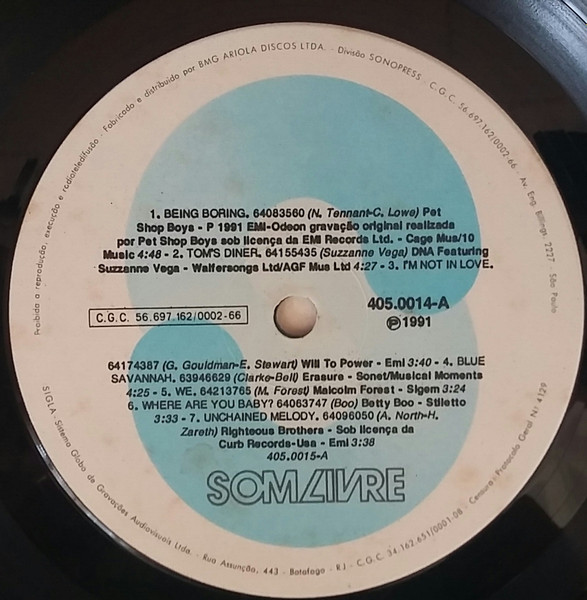 Proibida a reprodução, execução e radioteledifusão - Fabricado e distribuído por BMG ARIOLA DISCOS LTDA. - Divisão SONOPRESS - C.G.C. 56.697.162/0002-66 - Av. Eng. Billings, 2227 - São Paulo
1. BEING BORING. 64083560 (N. Tennant-C. Lowe) Pet
Shop Boys - P 1991 EMI-Odeon gravação original realizada
por Pet Shop Boys sob licença da EMI Records Ltd. - Cage Mus/10
Music 4:48 - 2. TOM'S DINER. 64155435 (Suzzanne Vega) DNA Featuring
Suzzanne Vega - Waifersongs Ltd/AGF Mus Ltd 4:27 - 3. I'M NOT IN LOVE.
C.G.C. 56.697.162/0002-66
405.0014-A
Ⓟ1991
64174387 (G. Gouldman-E. Stewart) Will To Power - Emi 3:40 - 4. BLUE
SAVANNAH. 63946629 (Clarke-Bell) Erasure - Sonet/Musical Moments
4:25 - 5. WE. 64213765 (M. Forest) Malcolm Forest - Sigem 3:24
6. WHERE ARE YOU BABY? 64063747 (Boo) Betty Boo - Stiletto
3:33 - 7. UNCHAINED MELODY. 64096050 (A. North-H.
Zareth) Righteous Brothers - Sob licença da
Curb Records-Usa - Emi 3:38
405.0015-A
SOM LIVRE
SIGLA - Sistema Globo de Gravações Audiovisuais Ltda. - Rua Assunção, 443 - Botafogo - RJ - C.G.C. 34.162.651/0001-08 - Censura: Protocolo Geral Nº 4129